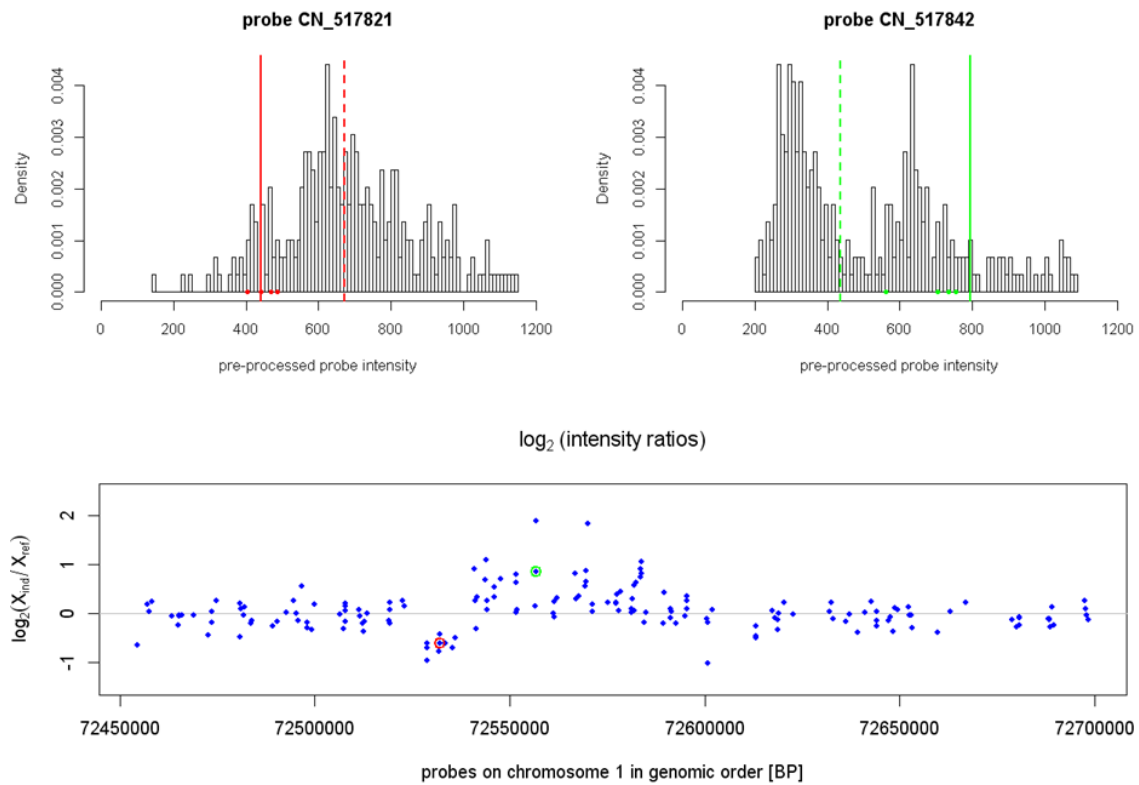 probe CN_517821
probe CN_517842
Density
0.000 0.001 0.002 0.003 0.004
0 200 400 600 800 1000 1200
pre-processed probe intensity
Density
0.000 0.001 0.002 0.003 0.004
0 200 400 600 800 1000 1200
pre-processed probe intensity
log₂ (intensity ratios)
log₂(X_ind/ X_ref)
2
1
0
-1
72450000 72500000 72550000 72600000 72650000 72700000
probes on chromosome 1 in genomic order [BP]